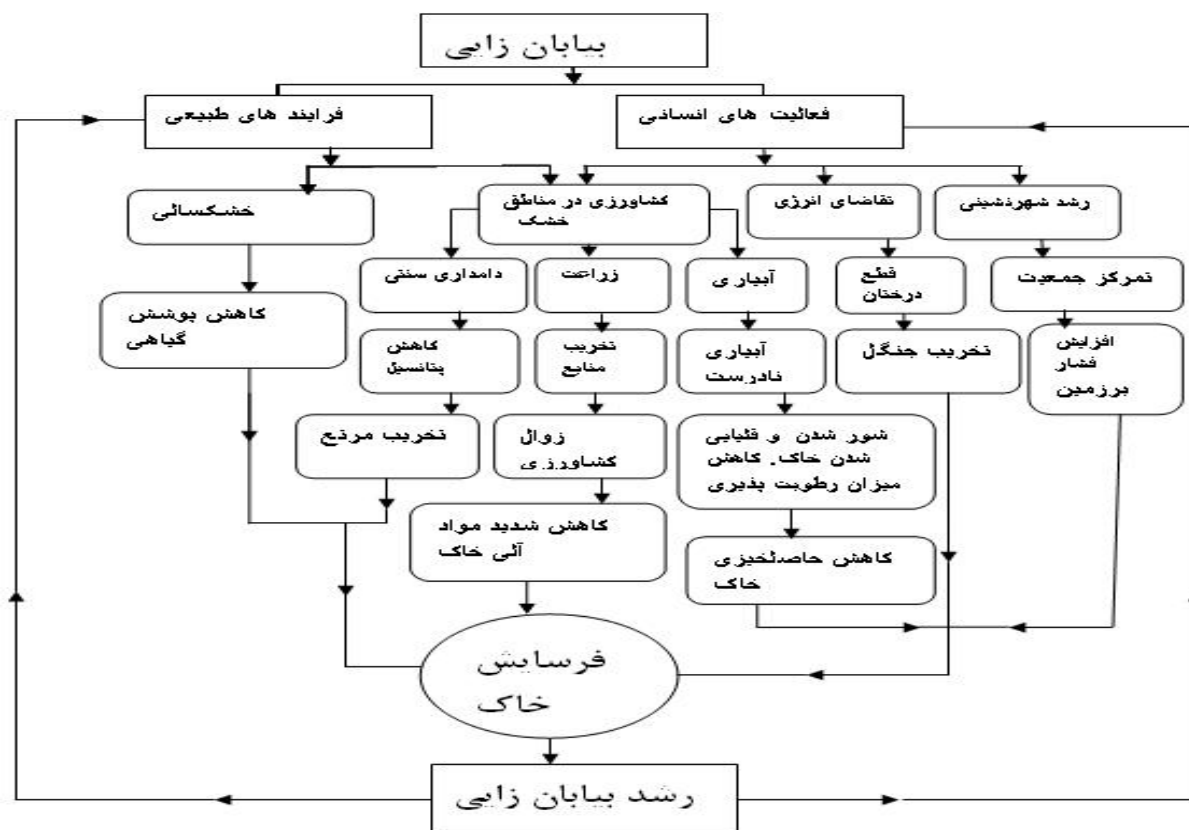 بیابان زایی
فعالیت های انسانی
فرایند های طبیعی
رشد شهرنشینی
تقاضای انرژی
کشاورزی در مناطق
خشک
خشکسالی
تمرکز جمعیت
قطع
درختان
آبیاری
زراعت
دامداری سنتی
کاهش پوشش
گیاهی
افزایش
فشار
برزمین
تخریب جنگل
آبیاری
نادرست
تخریب
منابع
کاهش
پتانسیل
شور شدن و قلیایی
شدن خاک. کاهش
میزان رطوبت پذیری
زوال
کشاورزی
تخریب مرتع
کاهش حاصلخیزی
خاک
کاهش شدید مواد
آلی خاک
فرسایش
خاک
رشد بیابان زایی